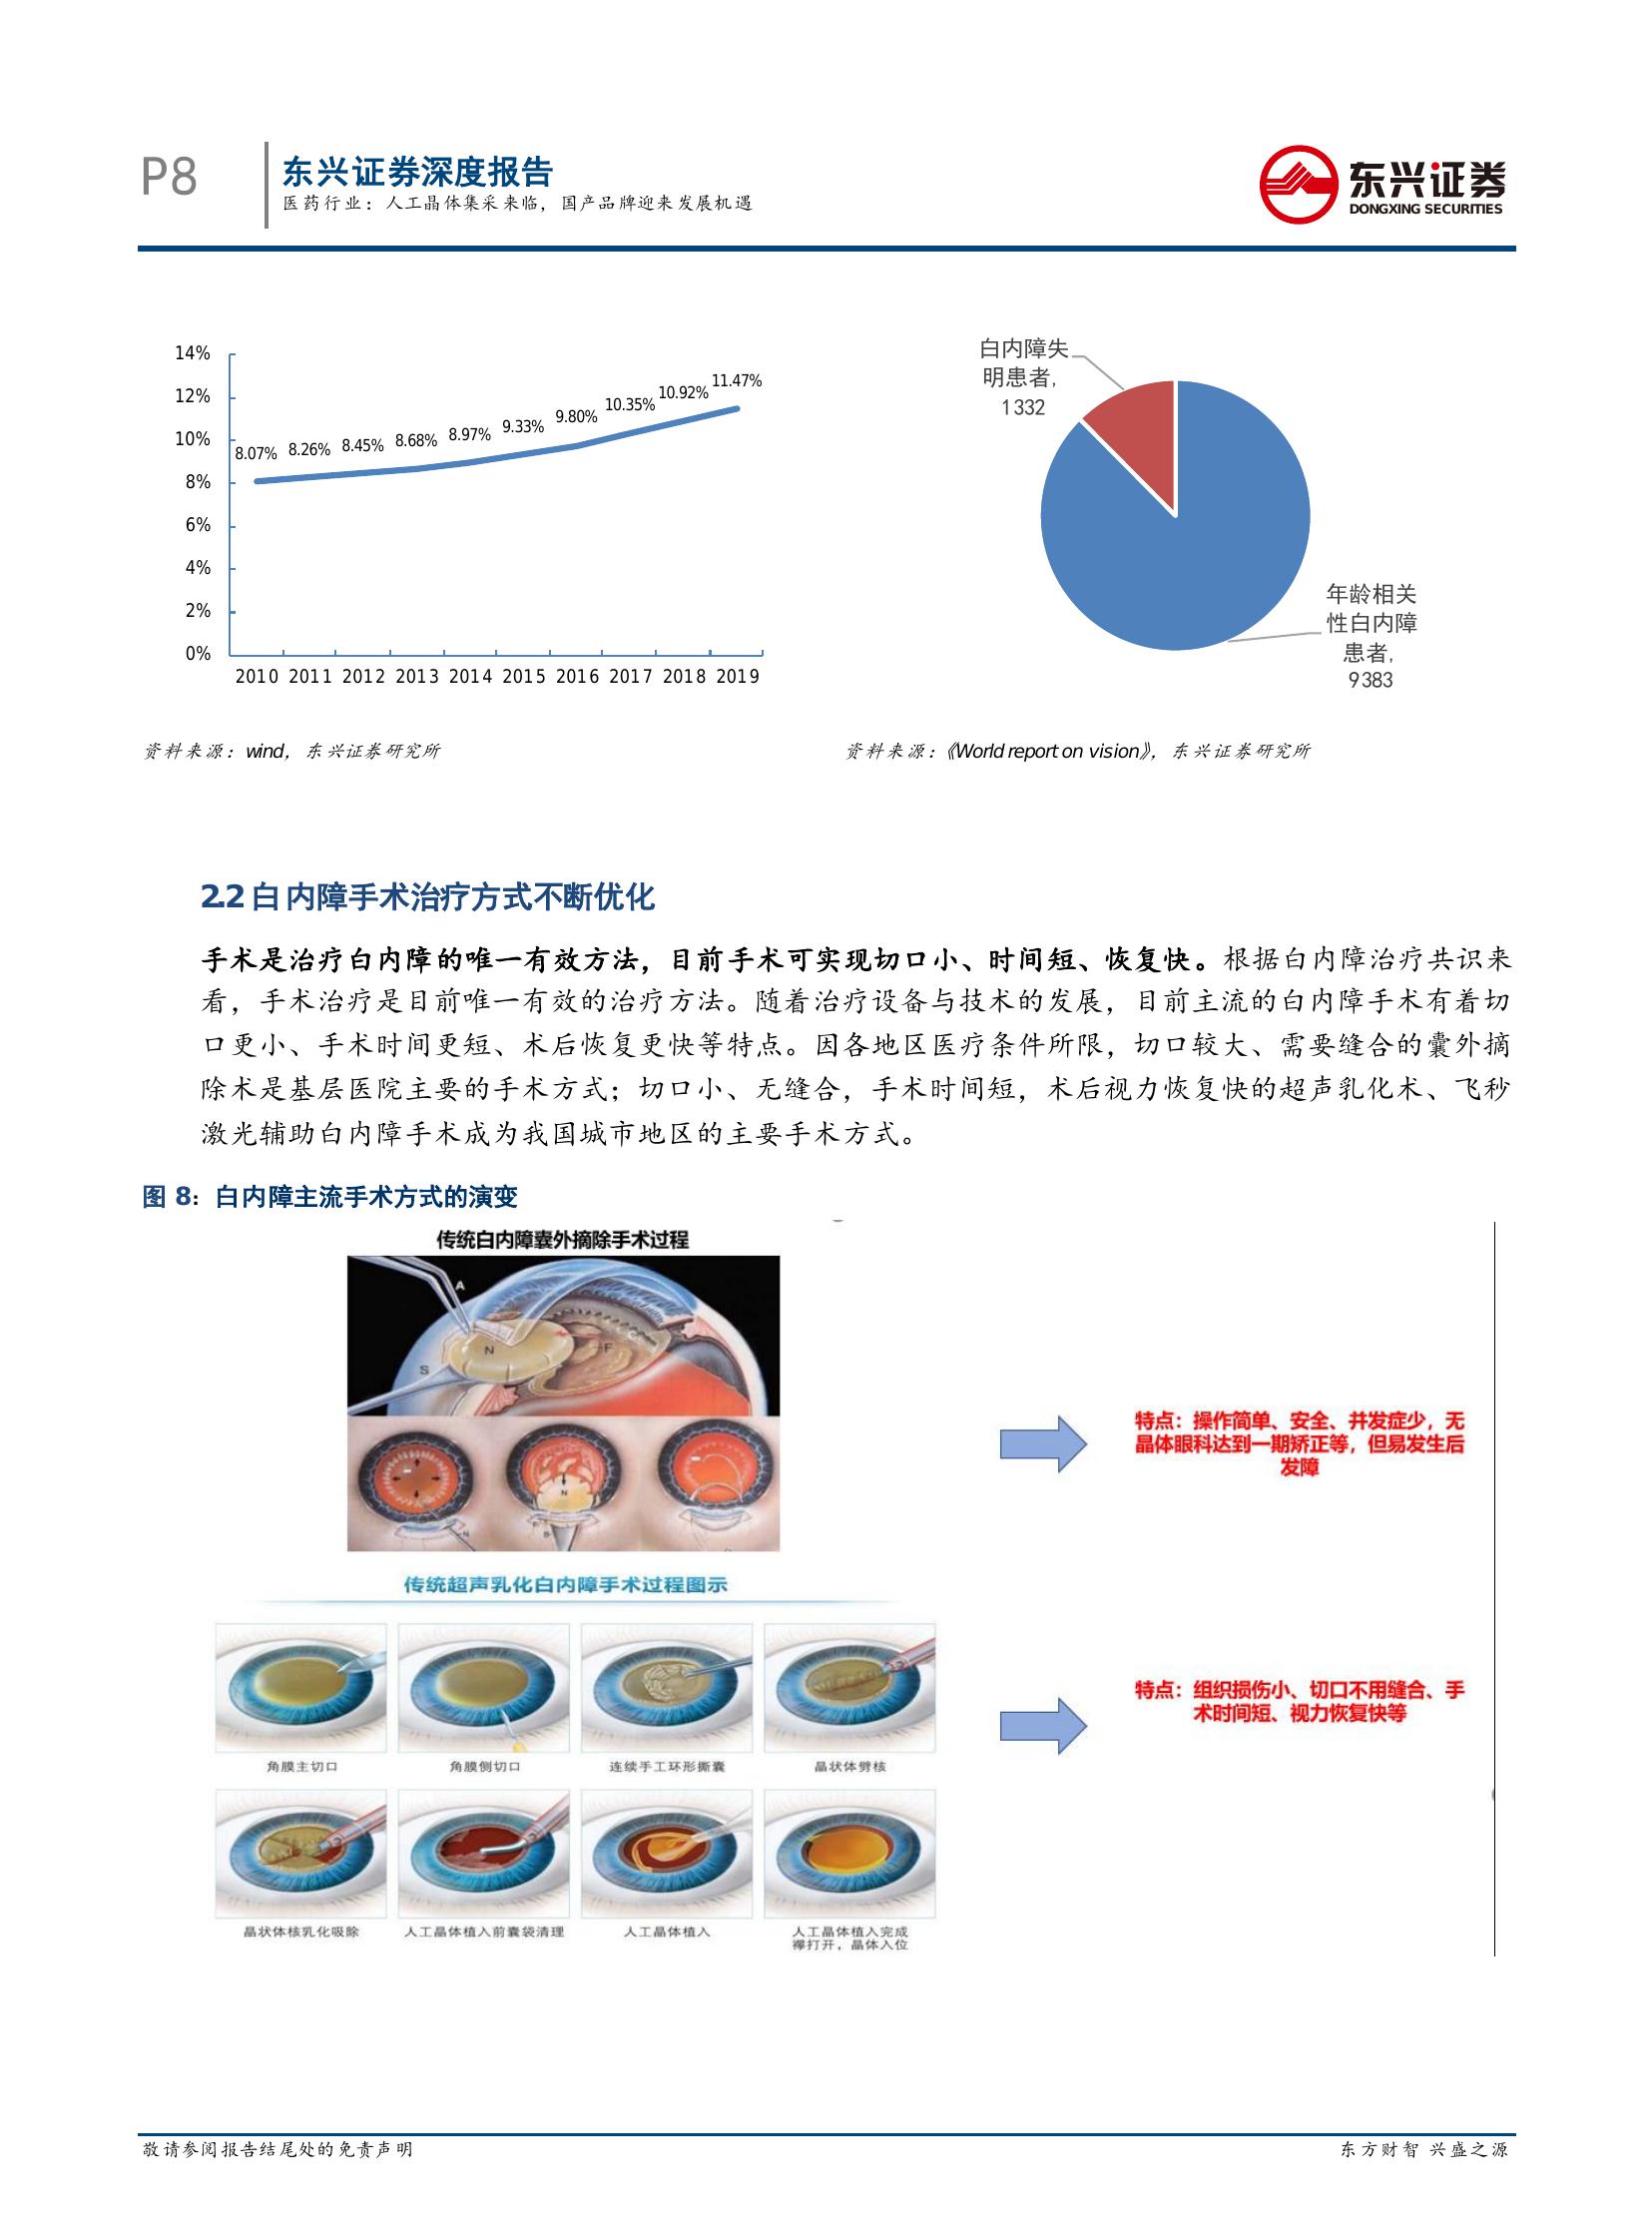 P8
东兴证券深度报告
医药行业：人工晶体集采来临，国产品牌迎来发展机遇
东兴证券
DONGXING SECURITIES
14%
12%
10%
8%
6%
4%
2%
0%
8.07% 8.26% 8.45% 8.68% 8.97% 9.33% 9.80% 10.35% 10.92% 11.47%
2010 2011 2012 2013 2014 2015 2016 2017 2018 2019
白内障失
明患者,
1332
年龄相关
性白内障
患者,
9383
资料来源：wind，东兴证券研究所
资料来源：《World report on vision》，东兴证券研究所
2.2 白内障手术治疗方式不断优化
手术是治疗白内障的唯一有效方法，目前手术可实现切口小、时间短、恢复快。根据白内障治疗共识来
看，手术治疗是目前唯一有效的治疗方法。随着治疗设备与技术的发展，目前主流的白内障手术有着切
口更小、手术时间更短、术后恢复更快等特点。因各地区医疗条件所限，切口较大、需要缝合的囊外摘
除术是基层医院主要的手术方式；切口小、无缝合，手术时间短，术后视力恢复快的超声乳化术、飞秒
激光辅助白内障手术成为我国城市地区的主要手术方式。
图 8：白内障主流手术方式的演变
传统白内障囊外摘除手术过程
A
N
F
S
N
N
特点：操作简单、安全、并发症少，无
晶体眼科达到一期矫正等，但易发生后
发障
传统超声乳化白内障手术过程图示
角膜主切口
角膜侧切口
连续手工环形撕囊
晶状体劈核
特点：组织损伤小、切口不用缝合、手
术时间短、视力恢复快等
晶状体核乳化吸除
人工晶体植入前囊袋清理
人工晶体植入
人工晶体植入完成
襻打开，晶体入位
敬请参阅报告结尾处的免责声明
东方财智 兴盛之源